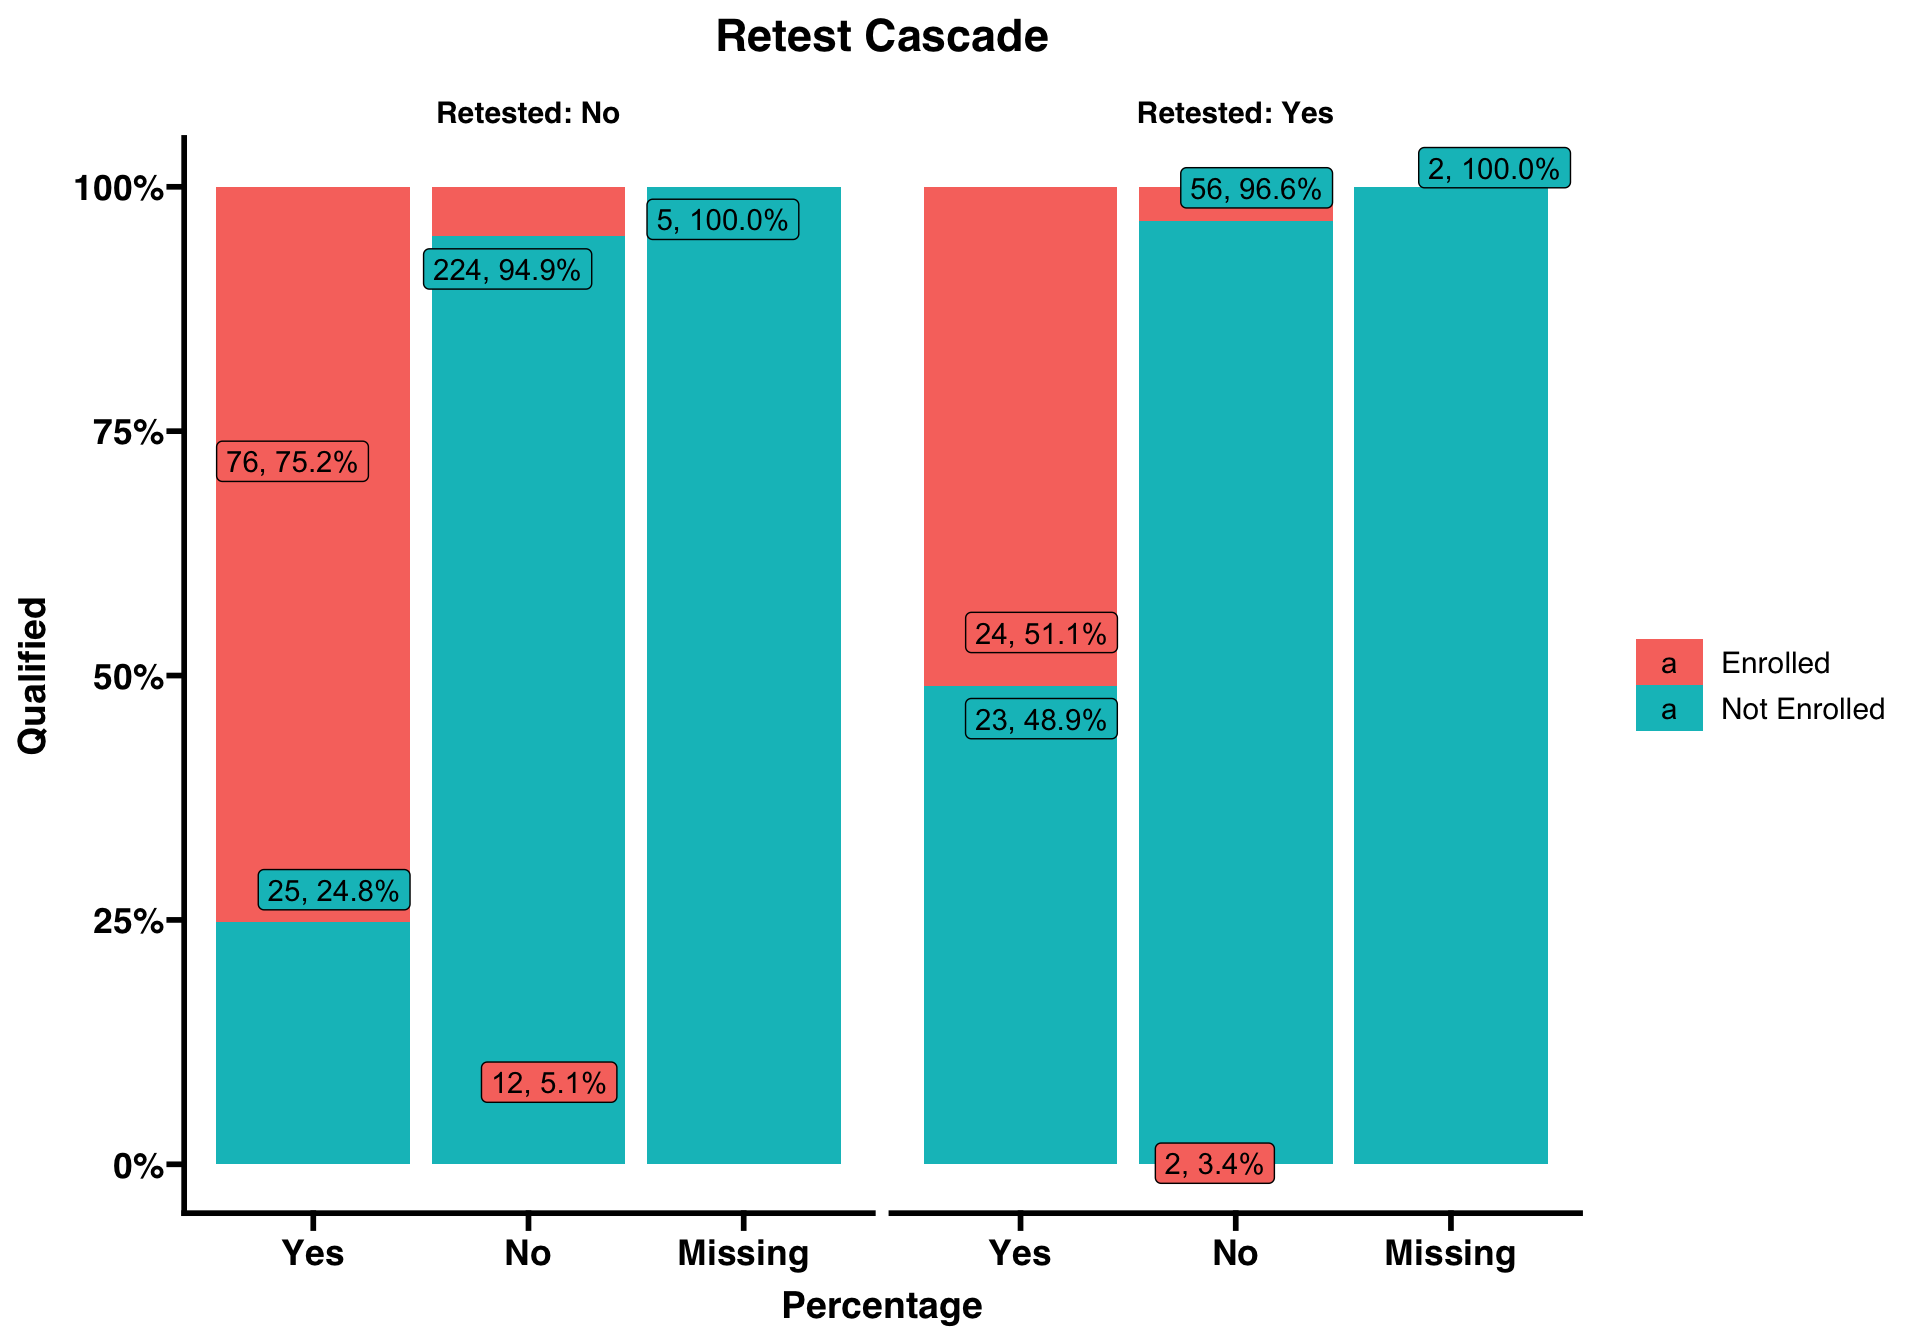 Retest Cascade
Retested: No
Retested: Yes
100%
75%
50%
25%
0%
Qualified
76, 75.2%
25, 24.8%
224, 94.9%
12, 5.1%
5, 100.0%
24, 51.1%
23, 48.9%
56, 96.6%
2, 3.4%
2, 100.0%
Yes
No
Missing
Yes
No
Missing
Percentage
a Enrolled
a Not Enrolled